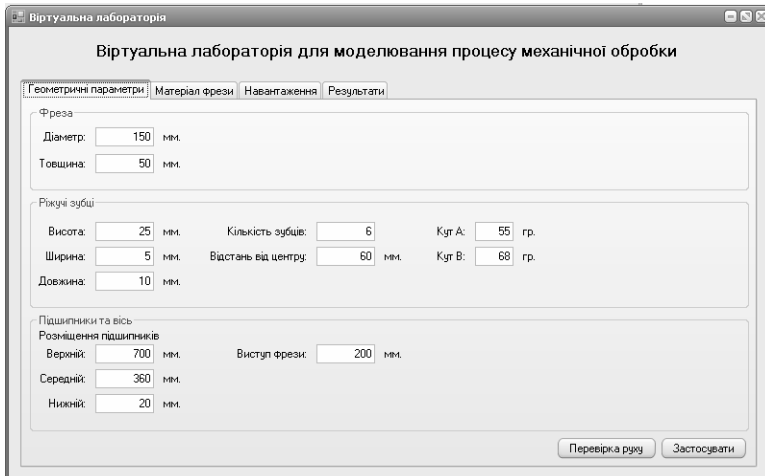 Віртуальна лабораторія
Віртуальна лабораторія для моделювання процесу механічної обробки
Геометричні параметри Матеріал фрези Навантаження Результати
Фреза
Діаметр: 150 мм.
Товщина: 50 мм.
Ріжучі зубці
Висота: 25 мм. Кількість зубців: 6 Кут A: 55 гр.
Ширина: 5 мм. Відстань від центру: 60 мм. Кут B: 68 гр.
Довжина: 10 мм.
Підшипники та вісь
Розміщення підшипників
Верхній: 700 мм. Виступ фрези: 200 мм.
Середній: 360 мм.
Нижній: 20 мм.
Перевірка руху Застосувати